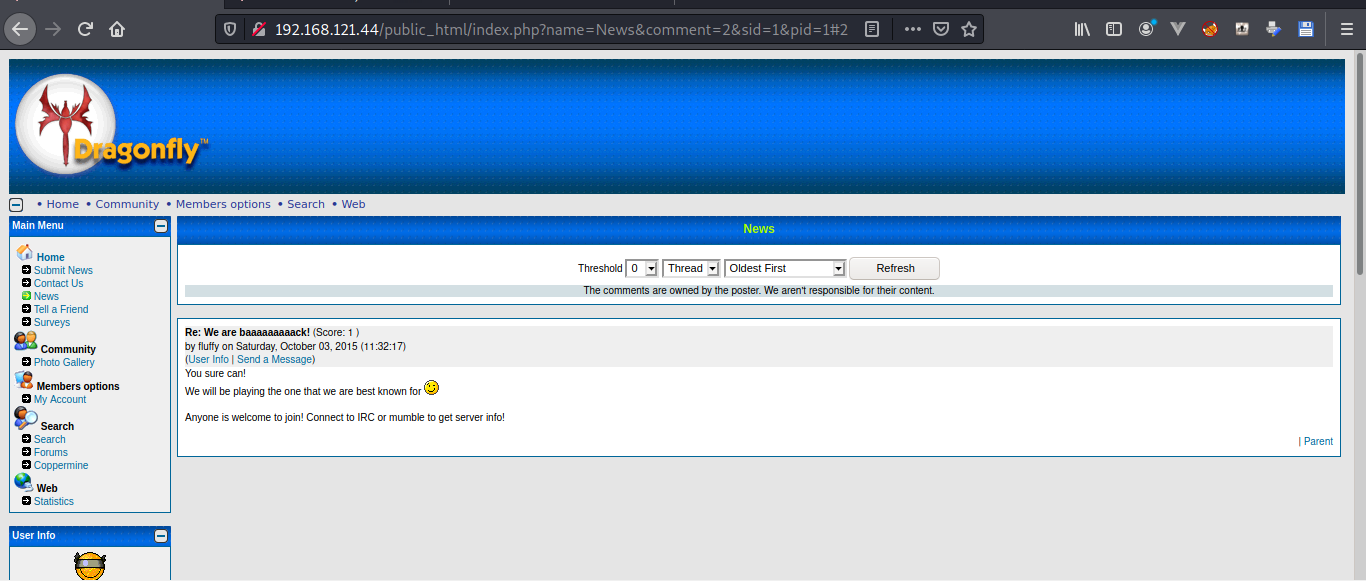 192.168.121.44/public_html/index.php?name=News&comment=2&sid=1&pid=1#2
Dragonfly™
• Home • Community • Members options • Search • Web
Main Menu
Home
Submit News
Contact Us
News
Tell a Friend
Surveys
Community
Photo Gallery
Members options
My Account
Search
Search
Forums
Coppermine
Web
Statistics
User Info
News
Threshold 0 Thread Oldest First Refresh
The comments are owned by the poster. We aren't responsible for their content.
Re: We are baaaaaaaaack! (Score: 1 )
by fluffy on Saturday, October 03, 2015 (11:32:17)
(User Info | Send a Message)
You sure can!
We will be playing the one that we are best known for
Anyone is welcome to join! Connect to IRC or mumble to get server info!
| Parent